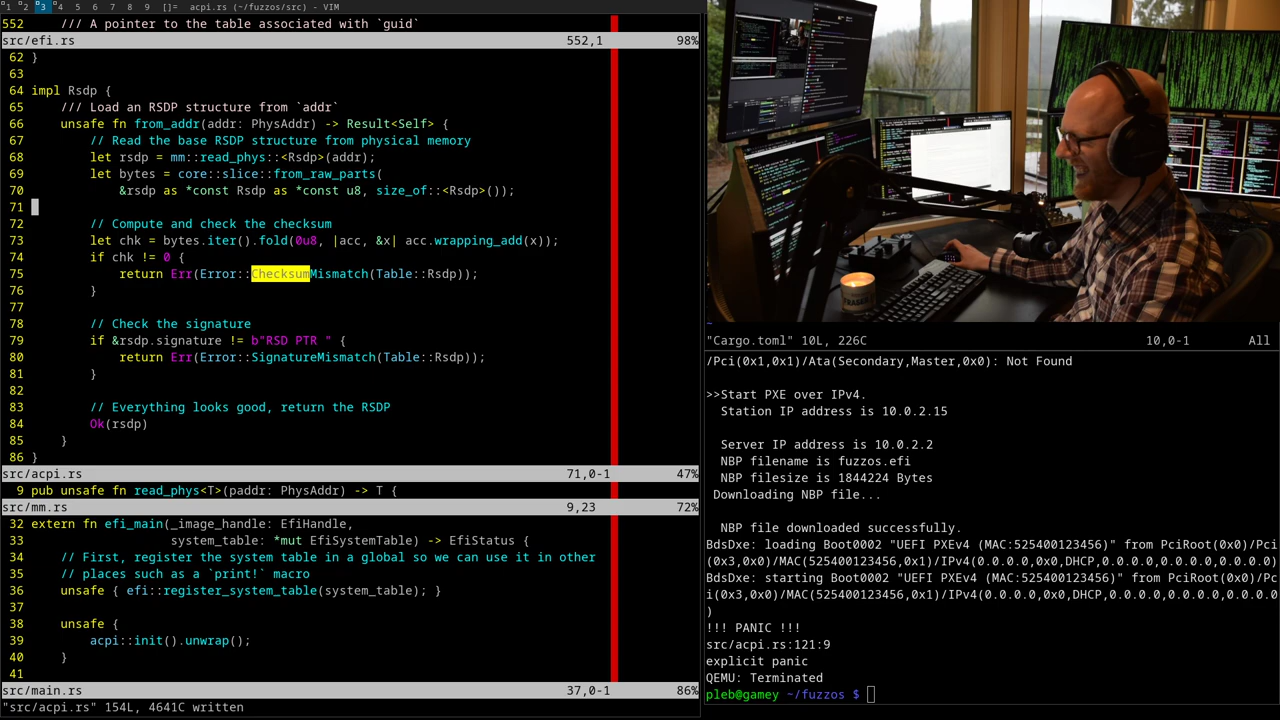 1 2 3 4 5 6 7 8 9 []= acpi.rs (~/fuzzos/src) - VIM
552 /// A pointer to the table associated with `guid`
src/efi.rs 552,1 98%
62 }
63
64 impl Rsdp {
65 /// Load an RSDP structure from `addr`
66 unsafe fn from_addr(addr: PhysAddr) -> Result<Self> {
67 // Read the base RSDP structure from physical memory
68 let rsdp = mm::read_phys::<Rsdp>(addr);
69 let bytes = core::slice::from_raw_parts(
70 &rsdp as *const Rsdp as *const u8, size_of::<Rsdp>());
71
72 // Compute and check the checksum
73 let chk = bytes.iter().fold(0u8, |acc, &x| acc.wrapping_add(x));
74 if chk != 0 {
75 return Err(Error::ChecksumMismatch(Table::Rsdp));
76 }
77
78 // Check the signature
79 if &rsdp.signature != b"RSD PTR " {
80 return Err(Error::SignatureMismatch(Table::Rsdp));
81 }
82
83 // Everything looks good, return the RSDP
84 Ok(rsdp)
85 }
86 }
src/acpi.rs 71,0-1 47%
9 pub unsafe fn read_phys<T>(paddr: PhysAddr) -> T {
src/mm.rs 9,23 72%
32 extern fn efi_main(_image_handle: EfiHandle,
33 system_table: *mut EfiSystemTable) -> EfiStatus {
34 // First, register the system table in a global so we can use it in other
35 // places such as a `print!` macro
36 unsafe { efi::register_system_table(system_table); }
37
38 unsafe {
39 acpi::init().unwrap();
40 }
41
src/main.rs 37,0-1 86%
"src/acpi.rs" 154L, 4641C written
~
"Cargo.toml" 10L, 226C 10,0-1 All
/Pci(0x1,0x1)/Ata(Secondary,Master,0x0): Not Found
>>Start PXE over IPv4.
Station IP address is 10.0.2.15
Server IP address is 10.0.2.2
NBP filename is fuzzos.efi
NBP filesize is 1844224 Bytes
Downloading NBP file...
NBP file downloaded successfully.
BdsDxe: loading Boot0002 "UEFI PXEv4 (MAC:525400123456)" from PciRoot(0x0)/Pci
(0x3,0x0)/MAC(525400123456,0x1)/IPv4(0.0.0.0,0x0,DHCP,0.0.0.0,0.0.0.0,0.0.0.0)
BdsDxe: starting Boot0002 "UEFI PXEv4 (MAC:525400123456)" from PciRoot(0x0)/Pc
i(0x3,0x0)/MAC(525400123456,0x1)/IPv4(0.0.0.0,0x0,DHCP,0.0.0.0,0.0.0.0,0.0.0.0
)
!!! PANIC !!!
src/acpi.rs:121:9
explicit panic
QEMU: Terminated
pleb@gamey ~/fuzzos $